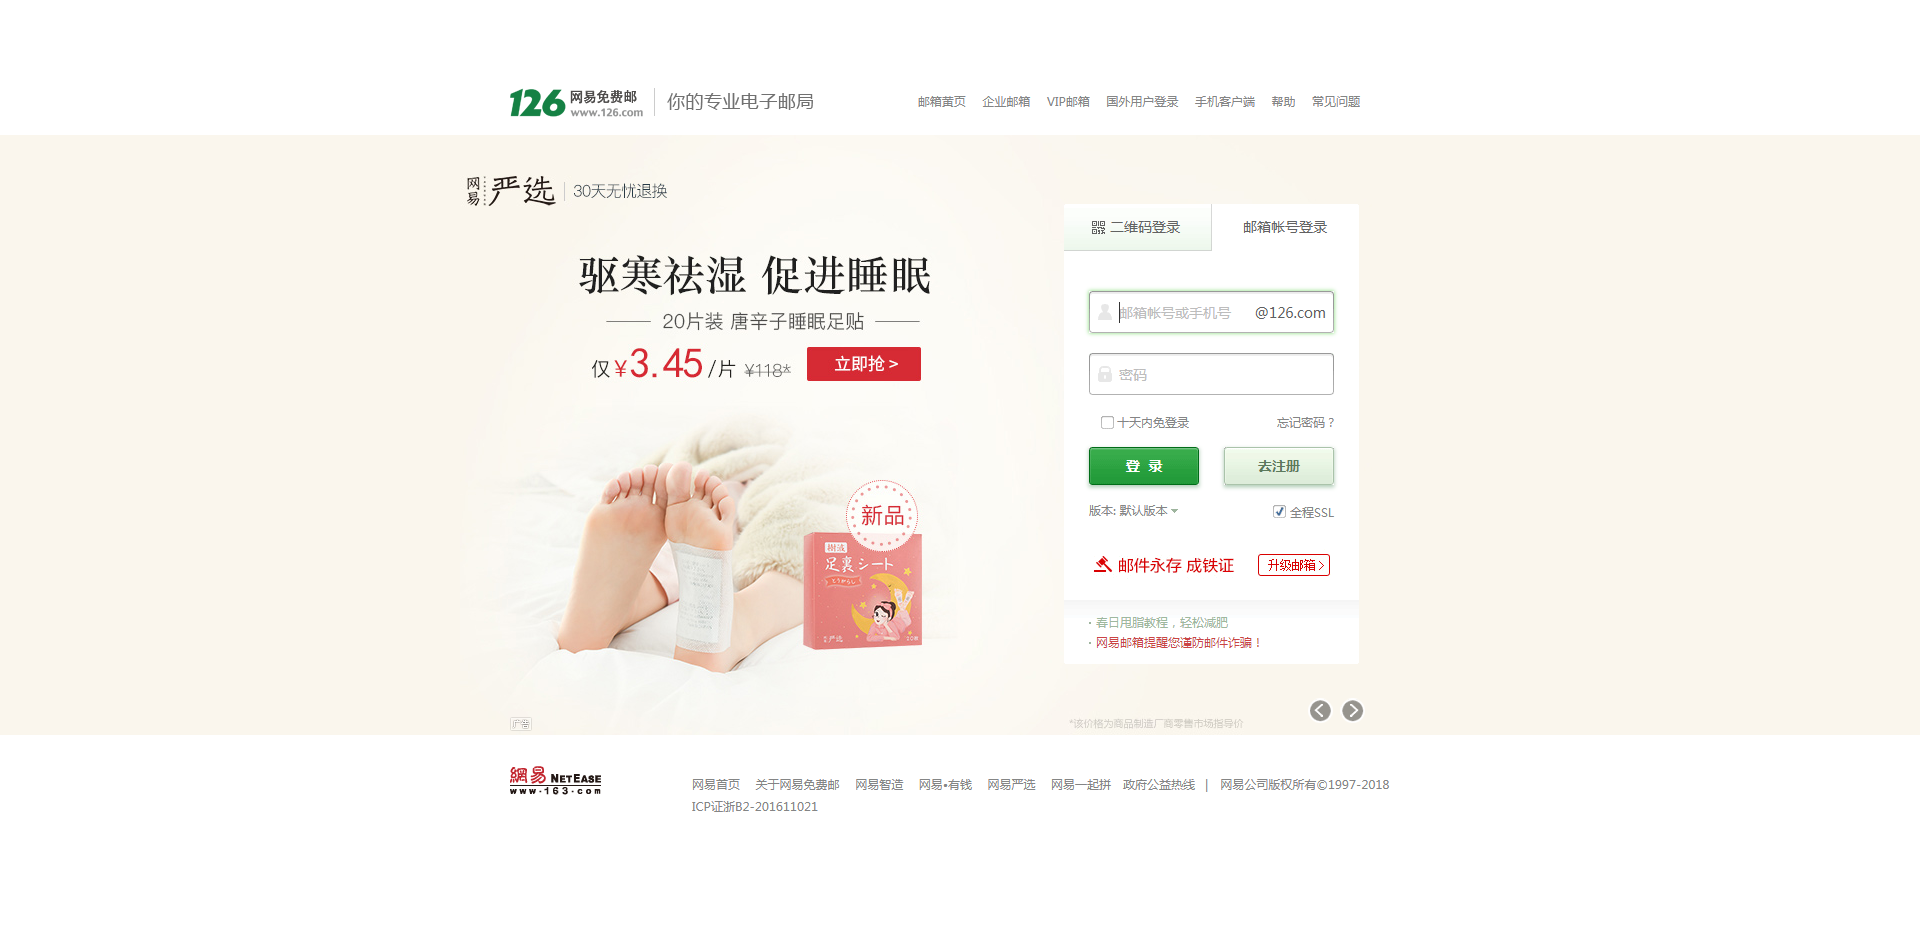 126 网易免费邮 www.126.com 你的专业电子邮局
邮箱黄页 企业邮箱 VIP邮箱 国外用户登录 手机客户端 帮助 常见问题
网易严选 30天无忧退换
驱寒祛湿 促进睡眠
20片装 唐辛子睡眠足贴
仅¥3.45/片 ¥118* 立即抢 >
新品
足裏シート
とうがらし
二维码登录 邮箱帐号登录
邮箱帐号或手机号 @126.com
密码
十天内免登录 忘记密码？
登 录 去注册
版本: 默认版本 全程SSL
邮件永存 成铁证 升级邮箱>
· 春日甩脂教程，轻松减肥
· 网易邮箱提醒您谨防邮件诈骗！
广告 *该价格为商品制造厂商零售市场指导价
網易 NETEASE
www.163.com
网易首页 关于网易免费邮 网易智造 网易•有钱 网易严选 网易一起拼 政府公益热线 | 网易公司版权所有©1997-2018
ICP证浙B2-201611021